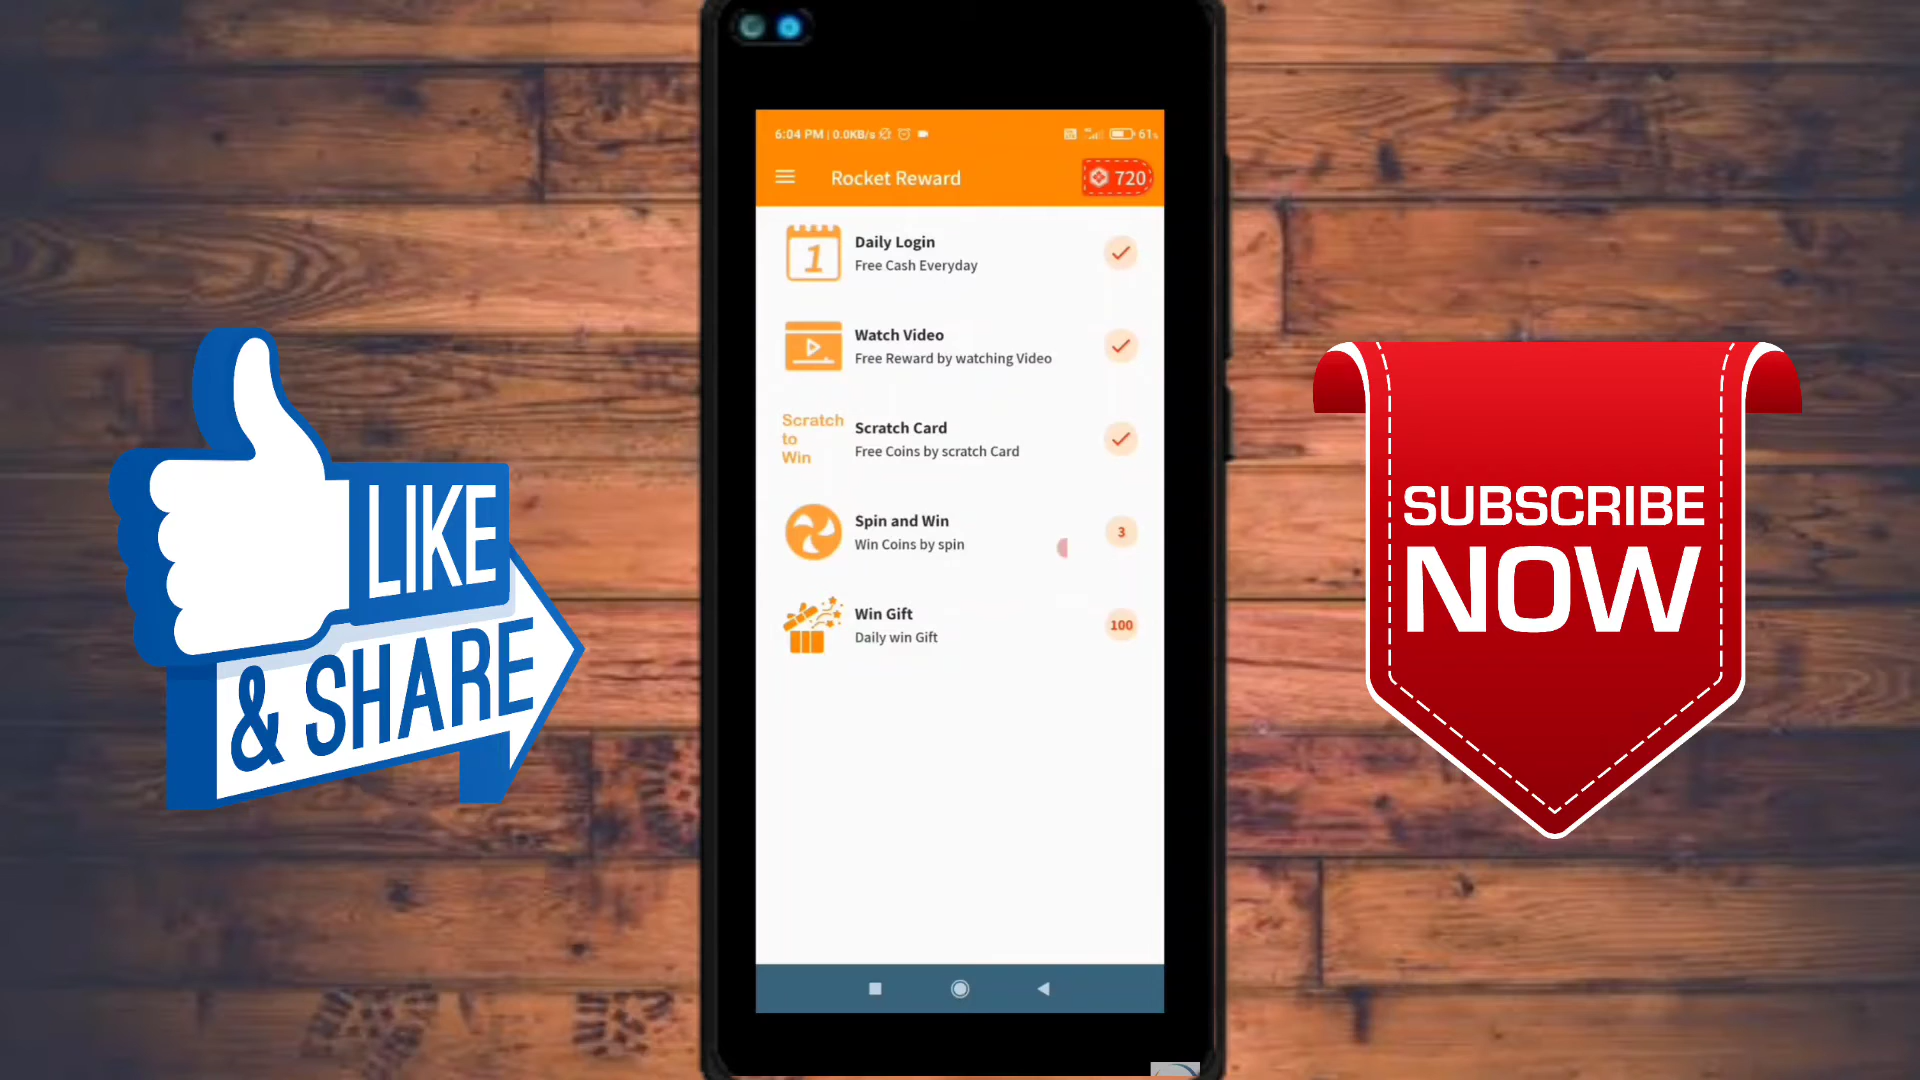 6:04 PM | 0.0KB/s
61%
Rocket Reward
720
1
Daily Login
Free Cash Everyday
Watch Video
Free Reward by watching Video
Scratch
to
Win
Scratch Card
Free Coins by scratch Card
Spin and Win
Win Coins by spin
3
Win Gift
Daily win Gift
100
LIKE
& SHARE
SUBSCRIBE
NOW